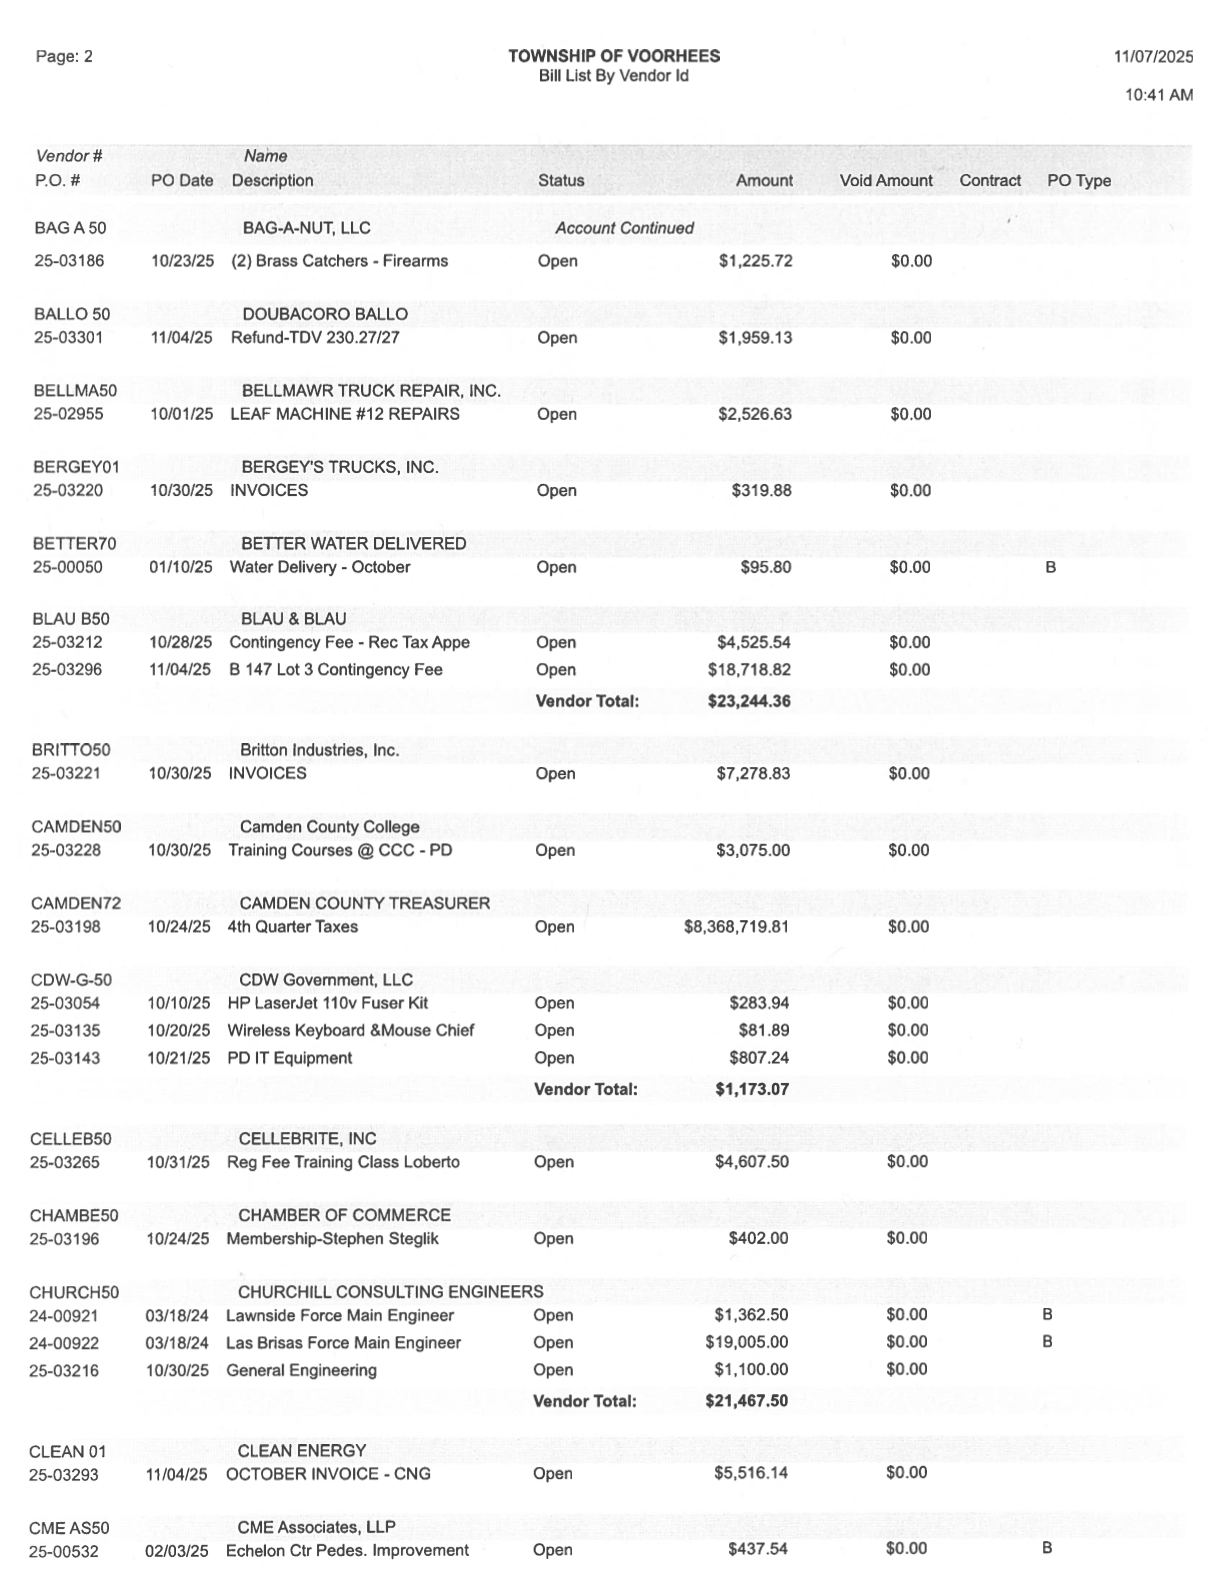 Page: 2 TOWNSHIP OF VOORHEES 11/07/2025
Bill List By Vendor Id
10:41 AM
Vendor # Name
P.O. # PO Date Description Status Amount Void Amount Contract PO Type
BAG A 50 BAG-A-NUT, LLC Account Continued
25-03186 10/23/25 (2) Brass Catchers - Firearms Open $1,225.72 $0.00
BALLO 50 DOUBACORO BALLO
25-03301 11/04/25 Refund-TDV 230.27/27 Open $1,959.13 $0.00
BELLMA50 BELLMAWR TRUCK REPAIR, INC.
25-02955 10/01/25 LEAF MACHINE #12 REPAIRS Open $2,526.63 $0.00
BERGEY01 BERGEY'S TRUCKS, INC.
25-03220 10/30/25 INVOICES Open $319.88 $0.00
BETTER70 BETTER WATER DELIVERED
25-00050 01/10/25 Water Delivery - October Open $95.80 $0.00 B
BLAU B50 BLAU & BLAU
25-03212 10/28/25 Contingency Fee - Rec Tax Appe Open $4,525.54 $0.00
25-03296 11/04/25 B 147 Lot 3 Contingency Fee Open $18,718.82 $0.00
Vendor Total: $23,244.36
BRITTO50 Britton Industries, Inc.
25-03221 10/30/25 INVOICES Open $7,278.83 $0.00
CAMDEN50 Camden County College
25-03228 10/30/25 Training Courses @ CCC - PD Open $3,075.00 $0.00
CAMDEN72 CAMDEN COUNTY TREASURER
25-03198 10/24/25 4th Quarter Taxes Open $8,368,719.81 $0.00
CDW-G-50 CDW Government, LLC
25-03054 10/10/25 HP LaserJet 110v Fuser Kit Open $283.94 $0.00
25-03135 10/20/25 Wireless Keyboard &Mouse Chief Open $81.89 $0.00
25-03143 10/21/25 PD IT Equipment Open $807.24 $0.00
Vendor Total: $1,173.07
CELLEB50 CELLEBRITE, INC
25-03265 10/31/25 Reg Fee Training Class Loberto Open $4,607.50 $0.00
CHAMBE50 CHAMBER OF COMMERCE
25-03196 10/24/25 Membership-Stephen Steglik Open $402.00 $0.00
CHURCH50 CHURCHILL CONSULTING ENGINEERS
24-00921 03/18/24 Lawnside Force Main Engineer Open $1,362.50 $0.00 B
24-00922 03/18/24 Las Brisas Force Main Engineer Open $19,005.00 $0.00 B
25-03216 10/30/25 General Engineering Open $1,100.00 $0.00
Vendor Total: $21,467.50
CLEAN 01 CLEAN ENERGY
25-03293 11/04/25 OCTOBER INVOICE - CNG Open $5,516.14 $0.00
CME AS50 CME Associates, LLP
25-00532 02/03/25 Echelon Ctr Pedes. Improvement Open $437.54 $0.00 B